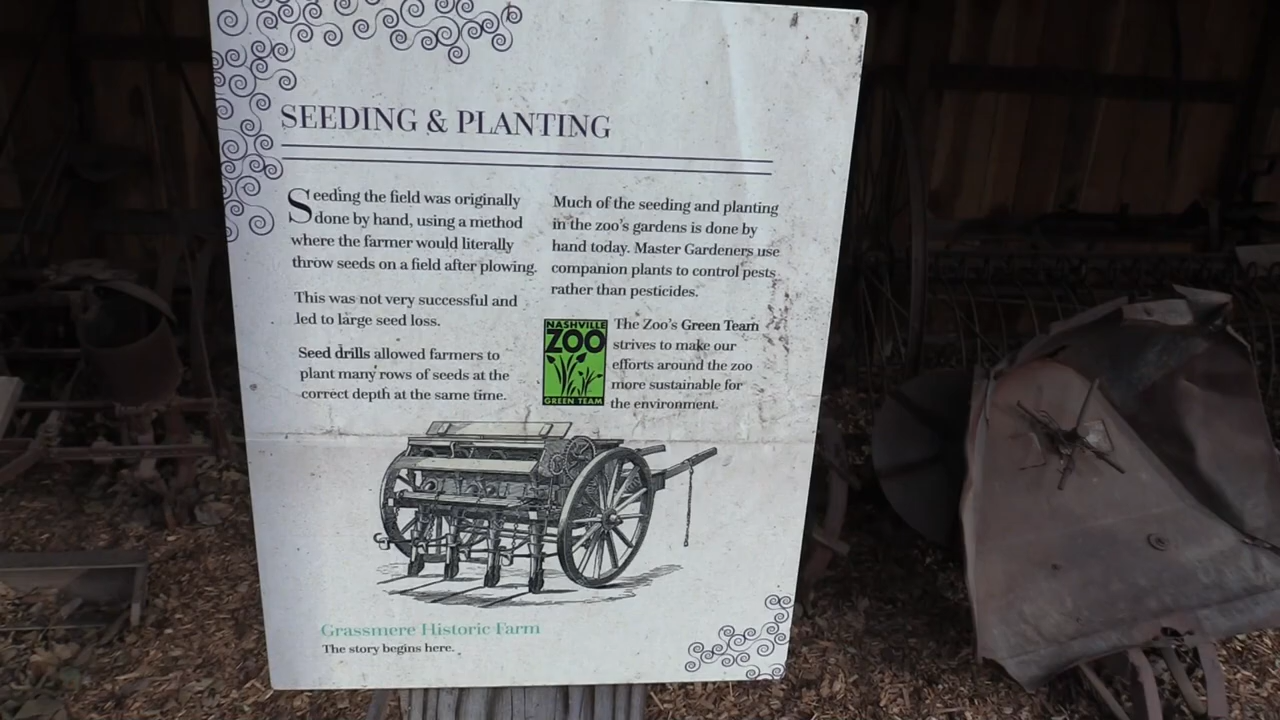 SEEDING & PLANTING
Seeding the field was originally
done by hand, using a method
where the farmer would literally
throw seeds on a field after plowing.
This was not very successful and
led to large seed loss.
Seed drills allowed farmers to
plant many rows of seeds at the
correct depth at the same time.
Much of the seeding and planting
in the zoo's gardens is done by
hand today. Master Gardeners use
companion plants to control pests
rather than pesticides.
NASHVILLE
ZOO
GREEN TEAM
The Zoo's Green Team
strives to make our
efforts around the zoo
more sustainable for
the environment.
Grassmere Historic Farm
The story begins here.